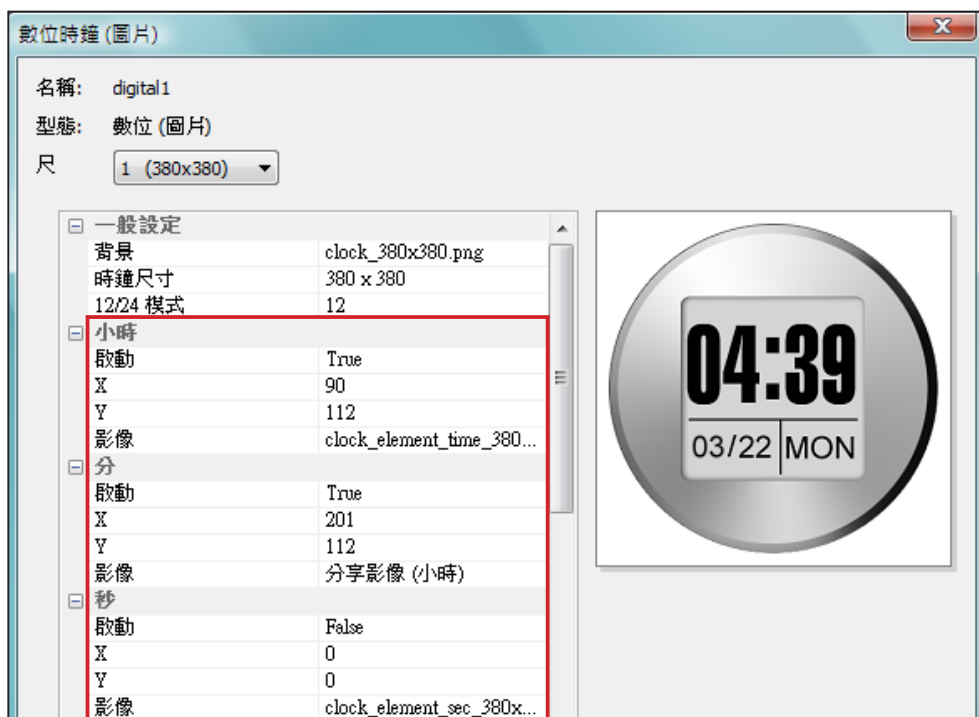 數位時鐘 (圖片)
名稱: digital1
型態: 數位 (圖片)
尺 1 (380x380)
一般設定
背景 clock_380x380.png
時鐘尺寸 380 x 380
12/24 模式 12
小時
啟動 True
X 90
Y 112
影像 clock_element_time_380...
分
啟動 True
X 201
Y 112
影像 分享影像 (小時)
秒
啟動 False
X 0
Y 0
影像 clock_element_sec_380x...
04:39
03/22 MON